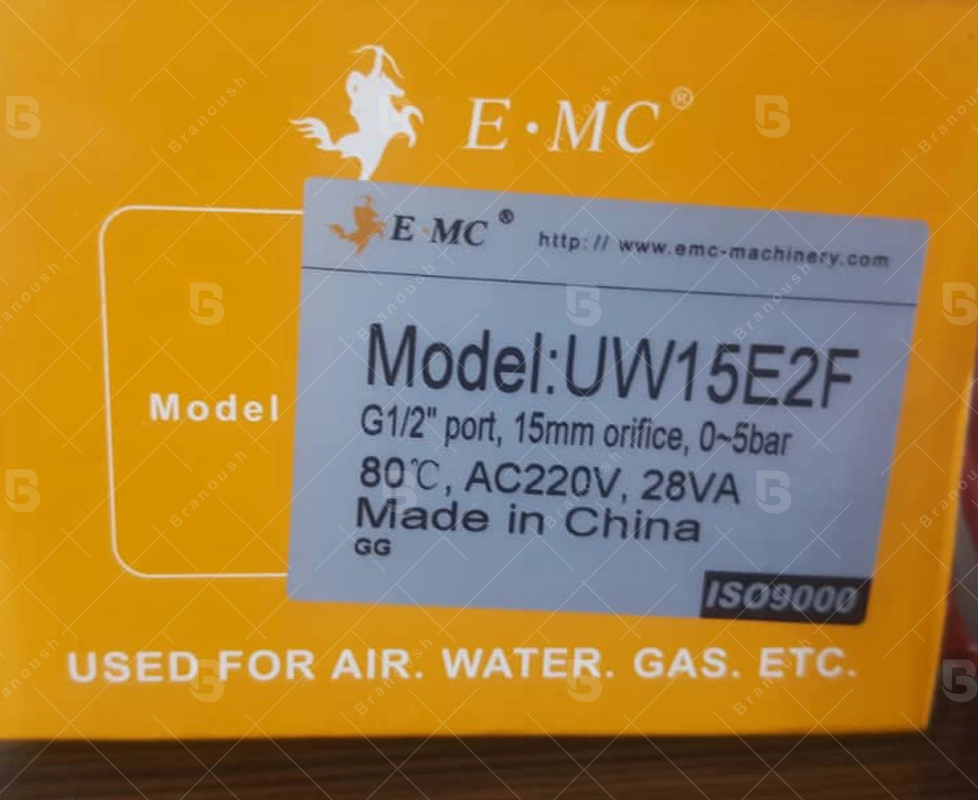 E·MC®
E·MC® http:// www.emc-machinery.com
Model:UW15E2F
G1/2" port, 15mm orifice, 0~5bar
Model
80℃, AC220V, 28VA
Made in China
GG
ISO9000
USED FOR AIR. WATER. GAS. ETC.
Branoush